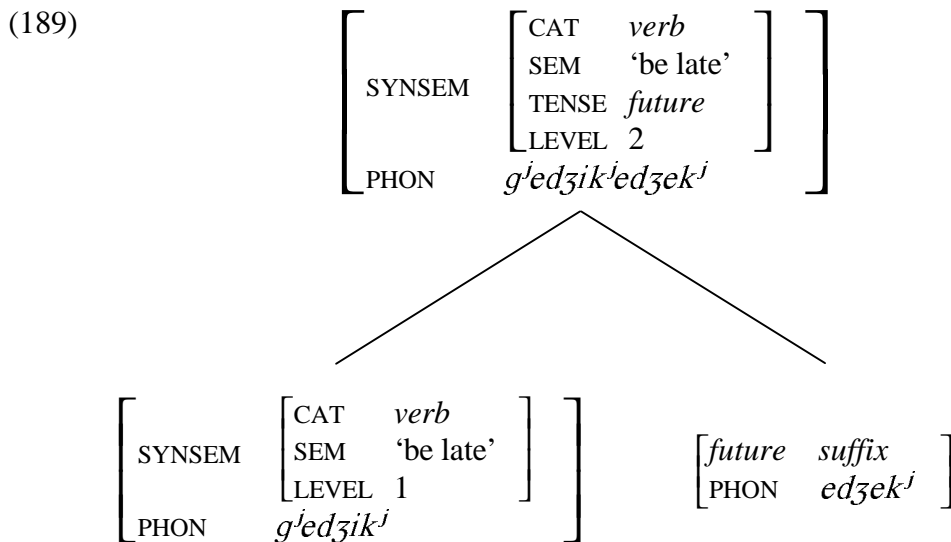 (189)
CAT verb
SEM ‘be late’
SYNSEM
TENSE future
LEVEL 2
PHON gʲedʒikʲedʒekʲ
CAT verb
SYNSEM SEM ‘be late’
LEVEL 1
PHON gʲedʒikʲ
future suffix
PHON edʒekʲ